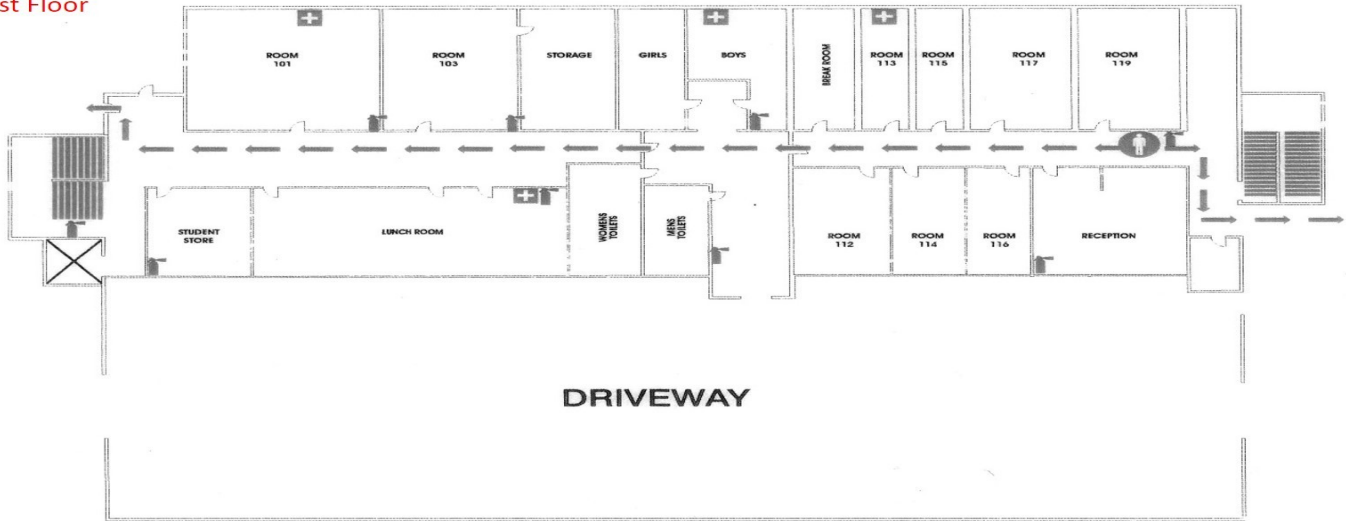 st Floor
ROOM
101
ROOM
103
STORAGE
GIRLS
BOYS
BREAK ROOM
ROOM
113
ROOM
115
ROOM
117
ROOM
119
STUDENT
STORE
LUNCH ROOM
WOMENS
TOILETS
MENS
TOILETS
ROOM
112
ROOM
114
ROOM
116
RECEPTION
DRIVEWAY